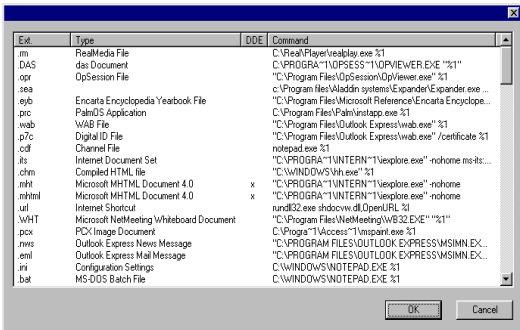 Ext. Type DDE Command
.rm RealMedia File C:\Real\Player\realplay.exe %1
.DAS das Document C:\PROGRA~1\OPSESS~1\OPVIEWER.EXE "%1"
.opr OpSession File "C:\Program Files\OpSession\OpViewer.exe" %1
.sea c:\Program files\Aladdin systems\Expander\Expander.exe ...
.eyb Encarta Encyclopedia Yearbook File "C:\Program Files\Microsoft Reference\Encarta Encyclope...
.prc PalmOS Application C:\Program Files\Palm\instapp.exe %1
.wab WAB File "C:\Program Files\Outlook Express\wab.exe" %1
.p7c Digital ID File "C:\Program Files\Outlook Express\wab.exe" /certificate %1
.cdf Channel File notepad.exe %1
.its Internet Document Set "C:\PROGRA~1\INTERN~1\iexplore.exe" -nohome ms-its:...
.chm Compiled HTML file "C:\WINDOWS\hh.exe" %1
.mht Microsoft MHTML Document 4.0 x "C:\PROGRA~1\INTERN~1\iexplore.exe" -nohome
.mhtml Microsoft MHTML Document 4.0 x "C:\PROGRA~1\INTERN~1\iexplore.exe" -nohome
.url Internet Shortcut rundll32.exe shdocvw.dll,OpenURL %l
.WHT Microsoft NetMeeting Whiteboard Document "C:\Program Files\NetMeeting\WB32.EXE" "%1"
.pcx PCX Image Document C:\Progra~1\Access~1\mspaint.exe %1
.nws Outlook Express News Message "C:\PROGRAM FILES\OUTLOOK EXPRESS\MSIMN.EX...
.eml Outlook Express Mail Message "C:\PROGRAM FILES\OUTLOOK EXPRESS\MSIMN.EX...
.ini Configuration Settings C:\WINDOWS\NOTEPAD.EXE %1
.bat MS-DOS Batch File C:\WINDOWS\NOTEPAD.EXE %1
OK Cancel